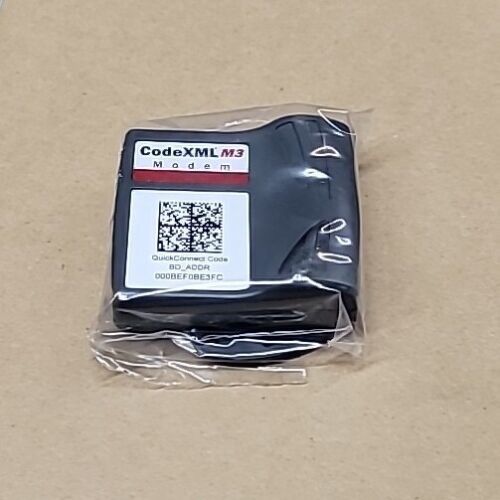 CodeXML® M3
Modem
QuickConnect Code
BD_ADDR
000BEF0BE3FC